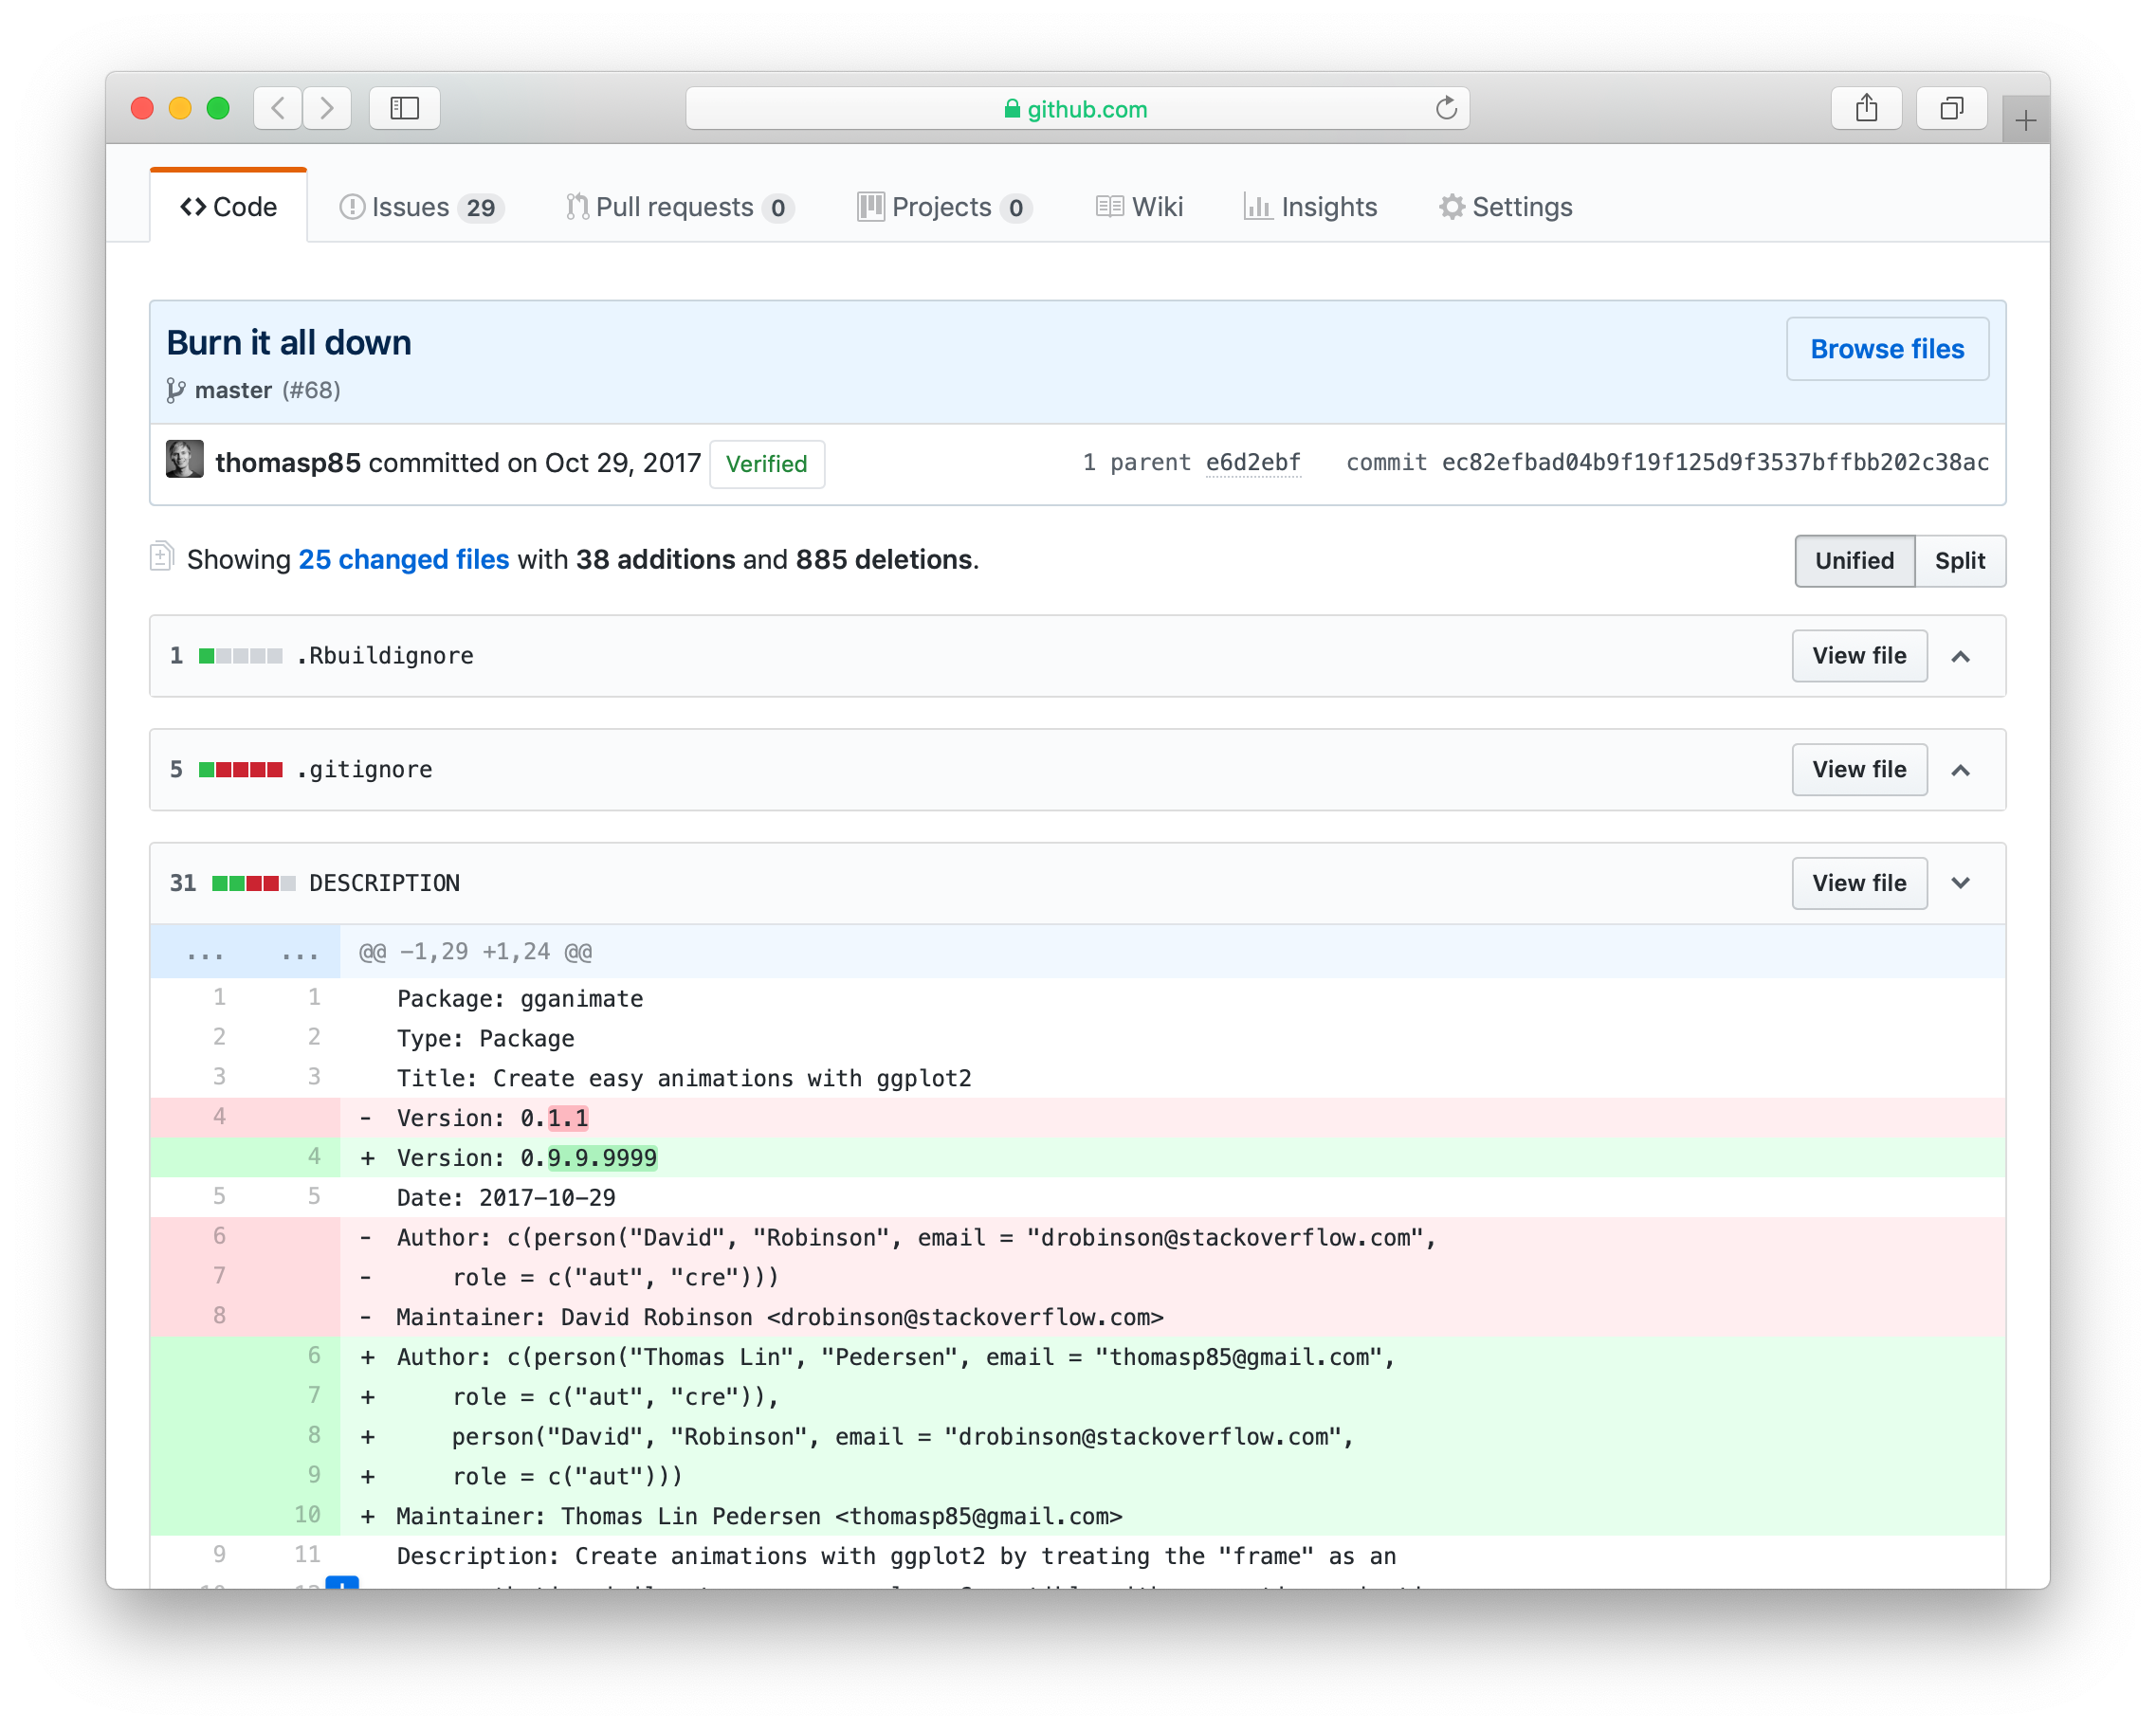 github.com
Code Issues 29 Pull requests 0 Projects 0 Wiki Insights Settings
Burn it all down
Browse files
master (#68)
thomasp85 committed on Oct 29, 2017 Verified 1 parent e6d2ebf commit ec82efbad04b9f19f125d9f3537bffbb202c38ac
Showing 25 changed files with 38 additions and 885 deletions.
Unified Split
1 .Rbuildignore View file
5 .gitignore View file
31 DESCRIPTION View file
... ... @@ -1,29 +1,24 @@
1 1 Package: gganimate
2 2 Type: Package
3 3 Title: Create easy animations with ggplot2
4 - Version: 0.1.1
4 + Version: 0.9.9.9999
5 5 Date: 2017-10-29
6 - Author: c(person("David", "Robinson", email = "drobinson@stackoverflow.com",
7 - role = c("aut", "cre")))
8 - Maintainer: David Robinson <drobinson@stackoverflow.com>
6 + Author: c(person("Thomas Lin", "Pedersen", email = "thomasp85@gmail.com",
7 + role = c("aut", "cre")),
8 + person("David", "Robinson", email = "drobinson@stackoverflow.com",
9 + role = c("aut")))
10 + Maintainer: Thomas Lin Pedersen <thomasp85@gmail.com>
9 11 Description: Create animations with ggplot2 by treating the "frame" as an